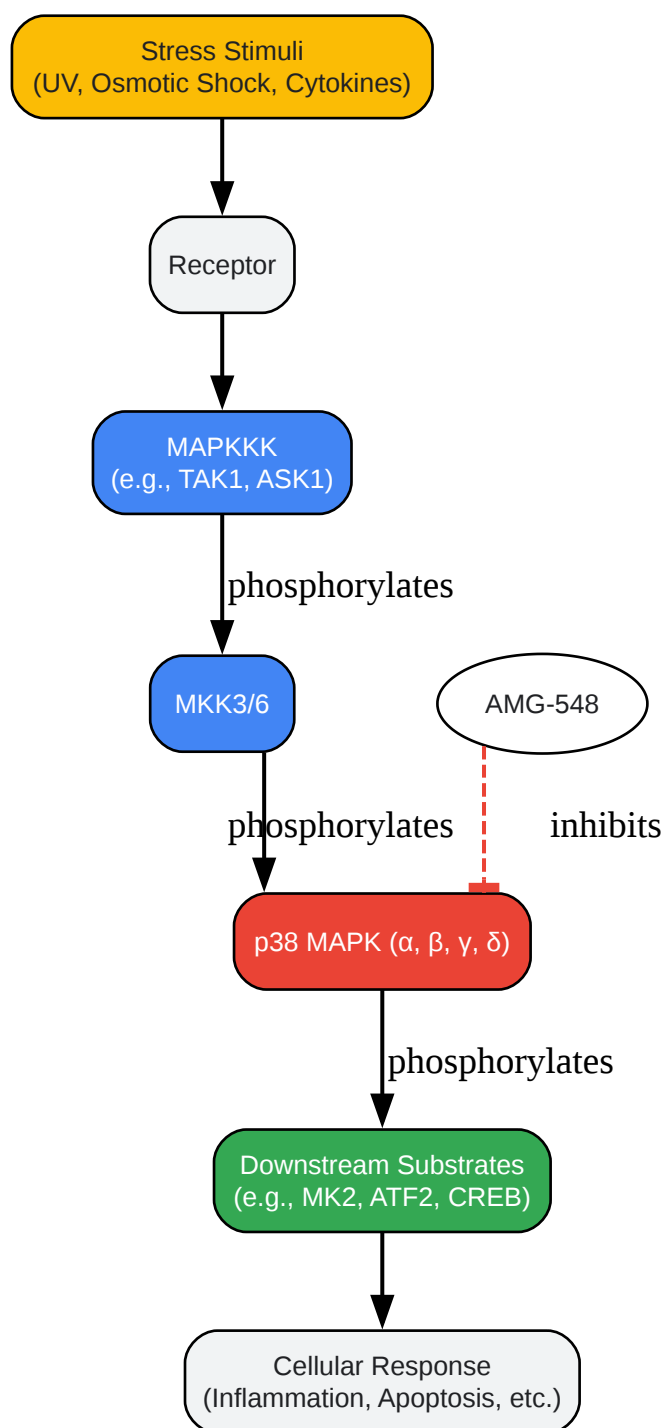 Stress Stimuli
(UV, Osmotic Shock, Cytokines)
Receptor
MAPKKK
(e.g., TAK1, ASK1)
phosphorylates
MKK3/6
AMG-548
phosphorylates
inhibits
p38 MAPK (α, β, γ, δ)
phosphorylates
Downstream Substrates
(e.g., MK2, ATF2, CREB)
Cellular Response
(Inflammation, Apoptosis, etc.)